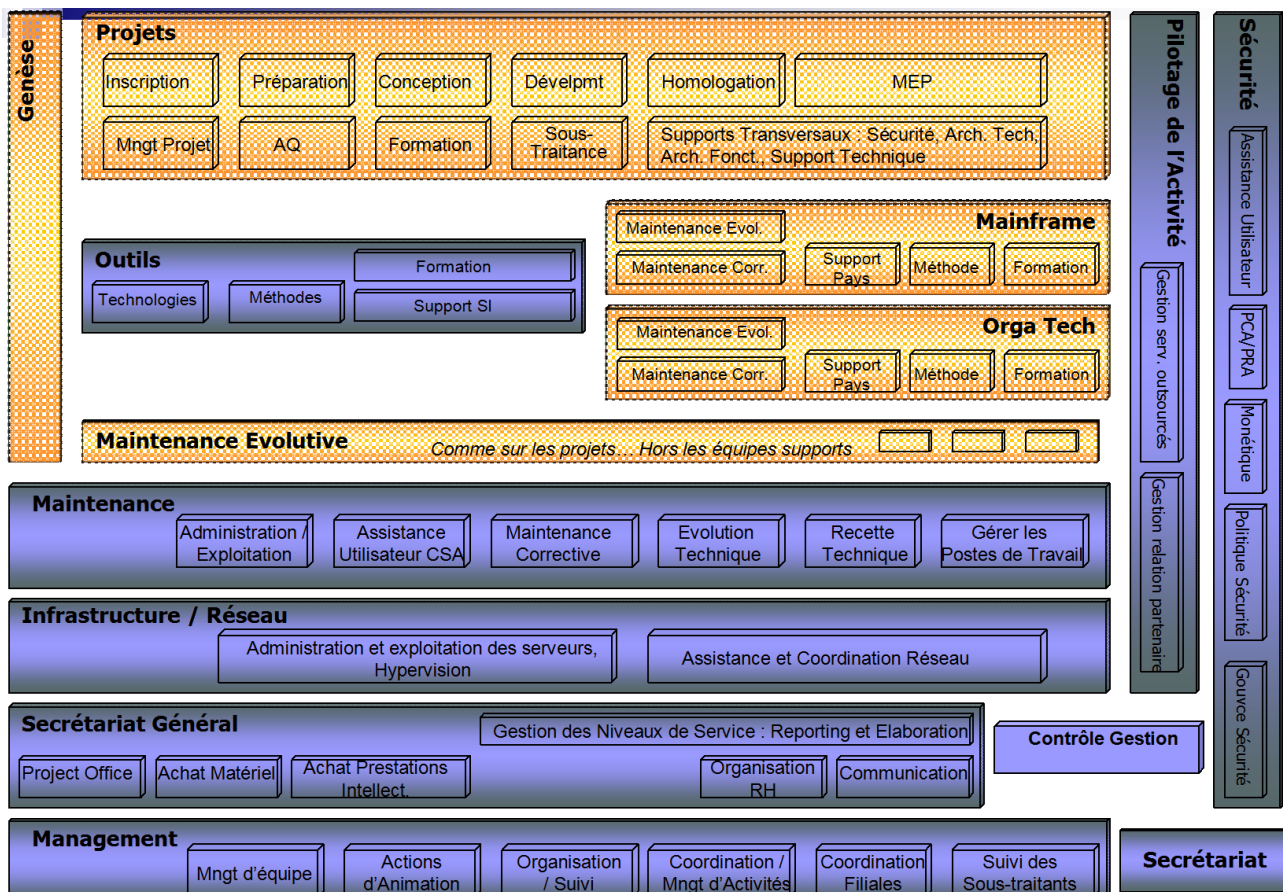 Genèse
Projets
Inscription
Préparation
Conception
Dévelpmt
Homologation
MEP
Mngt Projet
AQ
Formation
Sous-
Traitance
Supports Transversaux : Sécurité, Arch. Tech,
Arch. Fonct., Support Technique
Mainframe
Maintenance Evol.
Maintenance Corr.
Support
Pays
Méthode
Formation
Outils
Formation
Technologies
Méthodes
Support SI
Orga Tech
Maintenance Evol.
Maintenance Corr.
Support
Pays
Méthode
Formation
Maintenance Evolutive
Comme sur les projets… Hors les équipes supports
Pilotage de l’Activité
Gestion serv. outsourcés
Gestion relation partenaire
Sécurité
Assistance Utilisateur
PCA/PRA
Monétique
Politique Sécurité
Gouvce Sécurité
Maintenance
Administration /
Exploitation
Assistance
Utilisateur CSA
Maintenance
Corrective
Evolution
Technique
Recette
Technique
Gérer les
Postes de Travail
Infrastructure / Réseau
Administration et exploitation des serveurs,
Hypervision
Assistance et Coordination Réseau
Secrétariat Général
Gestion des Niveaux de Service : Reporting et Elaboration
Project Office
Achat Matériel
Achat Prestations
Intellect.
Organisation
RH
Communication
Contrôle Gestion
Management
Mngt d’équipe
Actions
d’Animation
Organisation
/ Suivi
Coordination /
Mngt d’Activités
Coordination
Filiales
Suivi des
Sous-traitants
Secrétariat